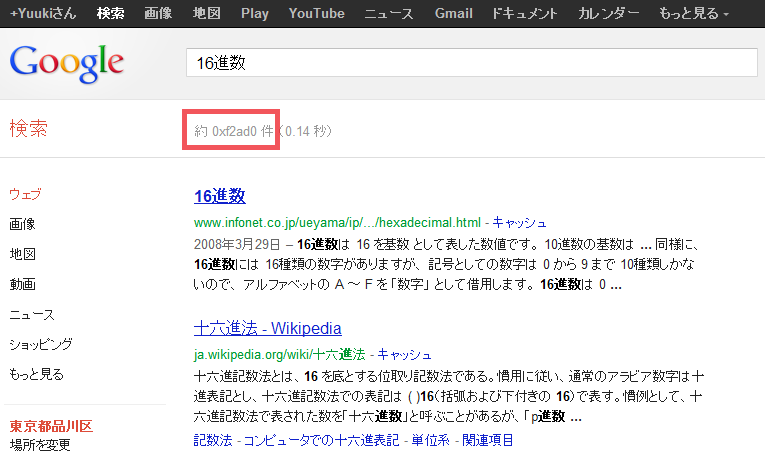 +Yuukiさん 検索 画像 地図 Play YouTube ニュース Gmail ドキュメント カレンダー もっと見る
Google
16進数
検索
約 0xf2ad0 件 (0.14 秒)
ウェブ
画像
地図
動画
ニュース
ショッピング
もっと見る
東京都品川区
場所を変更
16進数
www.infonet.co.jp/ueyama/ip/.../hexadecimal.html - キャッシュ
2008年3月29日 – 16進数は 16 を基数 として表した数値です。 10進数の基数は ... 同様に、
16進数には 16種類の数字がありますが、 記号としての数字は 0 から 9 まで 10種類しかな
いので、 アルファベットの A ～ F を「数字」 として借用します。 16進数は 0 ...
十六進法 - Wikipedia
ja.wikipedia.org/wiki/十六進法 - キャッシュ
十六進記数法とは、16 を底とする位取り記数法である。慣用に従い、通常のアラビア数字は十
進表記とし、十六進記数法での表記は ( )16（括弧および下付きの 16）で表す。慣例として、十
六進記数法で表された数を「十六進数」と呼ぶことがあるが、「p進数 ...
記数法 - コンピュータでの十六進表記 - 単位系 - 関連項目